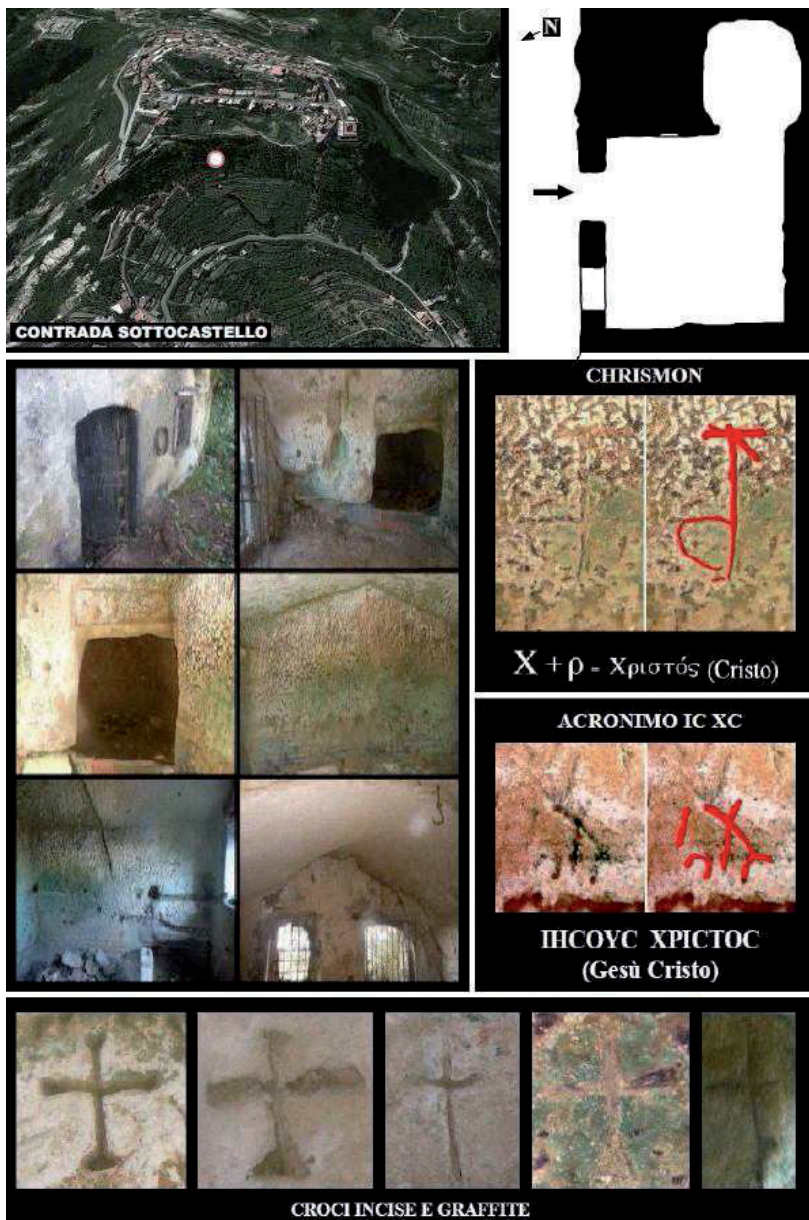 N
CONTRADA SOTTOCASTELLO
CHRISMON
X + ρ = Χριστός (Cristo)
ACRONIMO IC XC
ΙΗCΟΥC ΧΡΙCΤΟC
(Gesù Cristo)
CROCI INCISE E GRAFFITE